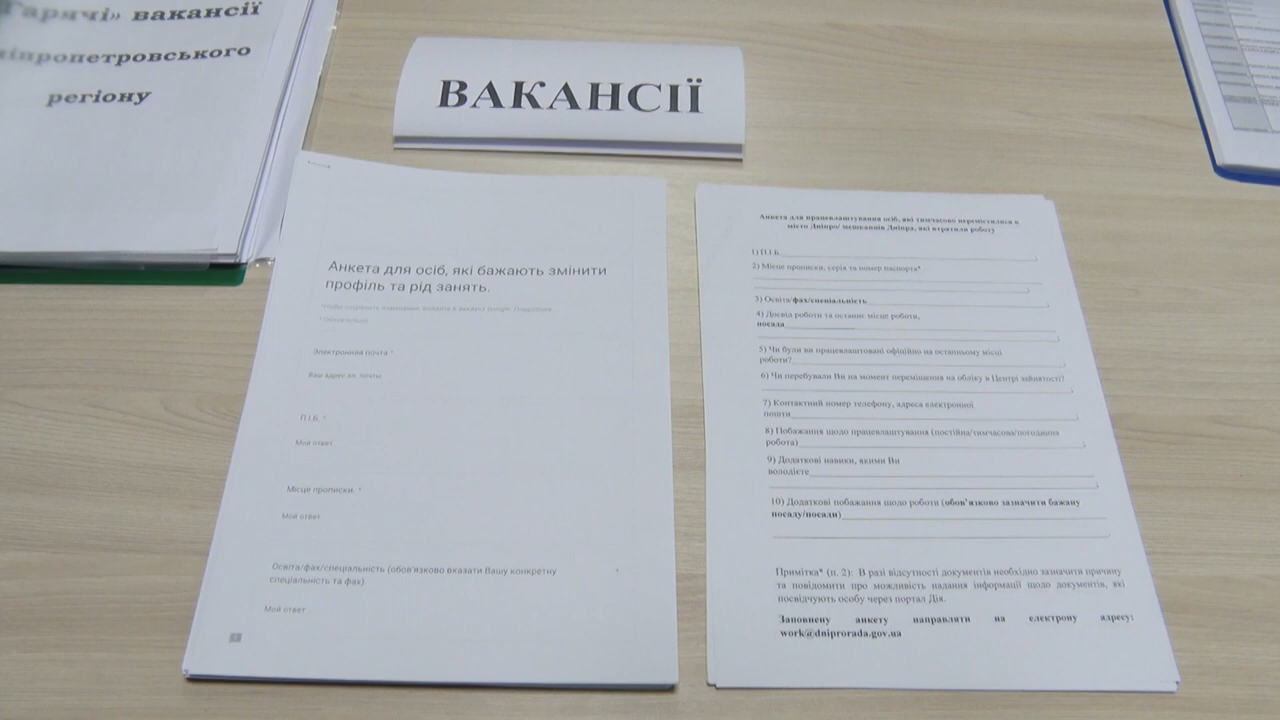 «Гарячі» вакансії
Дніпропетровського
регіону
ВАКАНСІЇ
Анкета для осіб, які бажають змінити
профіль та рід занять.
Чтобы сохранить изменения, войдите в аккаунт Google. Подробнее
* Обязательно
Электронная почта *
Ваш адрес эл. почты
П.І.Б. *
Мой ответ
Місце прописки. *
Мой ответ
Освіта/фах/спеціальність (обов'язково вказати Вашу конкретну *
спеціальність та фах).
Мой ответ
Анкета для працевлаштування осіб, які тимчасово перемістилися в
місто Дніпро/ мешканців Дніпра, які втратили роботу
1) П.І.Б.
2) Місце прописки, серія та номер паспорта*
3) Освіта/фах/спеціальність
4) Досвід роботи та останнє місце роботи,
посада
5) Чи були ви працевлаштовані офіційно на останньому місці
роботи?
6) Чи перебували Ви на момент переміщення на обліку в Центрі зайнятості?
7) Контактний номер телефону, адреса електронної
пошти
8) Побажання щодо працевлаштування (постійна/тимчасова/погодинна
робота)
9) Додаткові навики, якими Ви
володієте
10) Додаткові побажання щодо роботи (обов'язково зазначити бажану
посаду/посади)
Примітка* (п. 2): В разі відсутності документів необхідно зазначити причину
та повідомити про можливість надання інформації щодо документів, які
посвідчують особу через портал Дія.
Заповнену анкету направляти на електрону адресу:
work@dniprorada.gov.ua